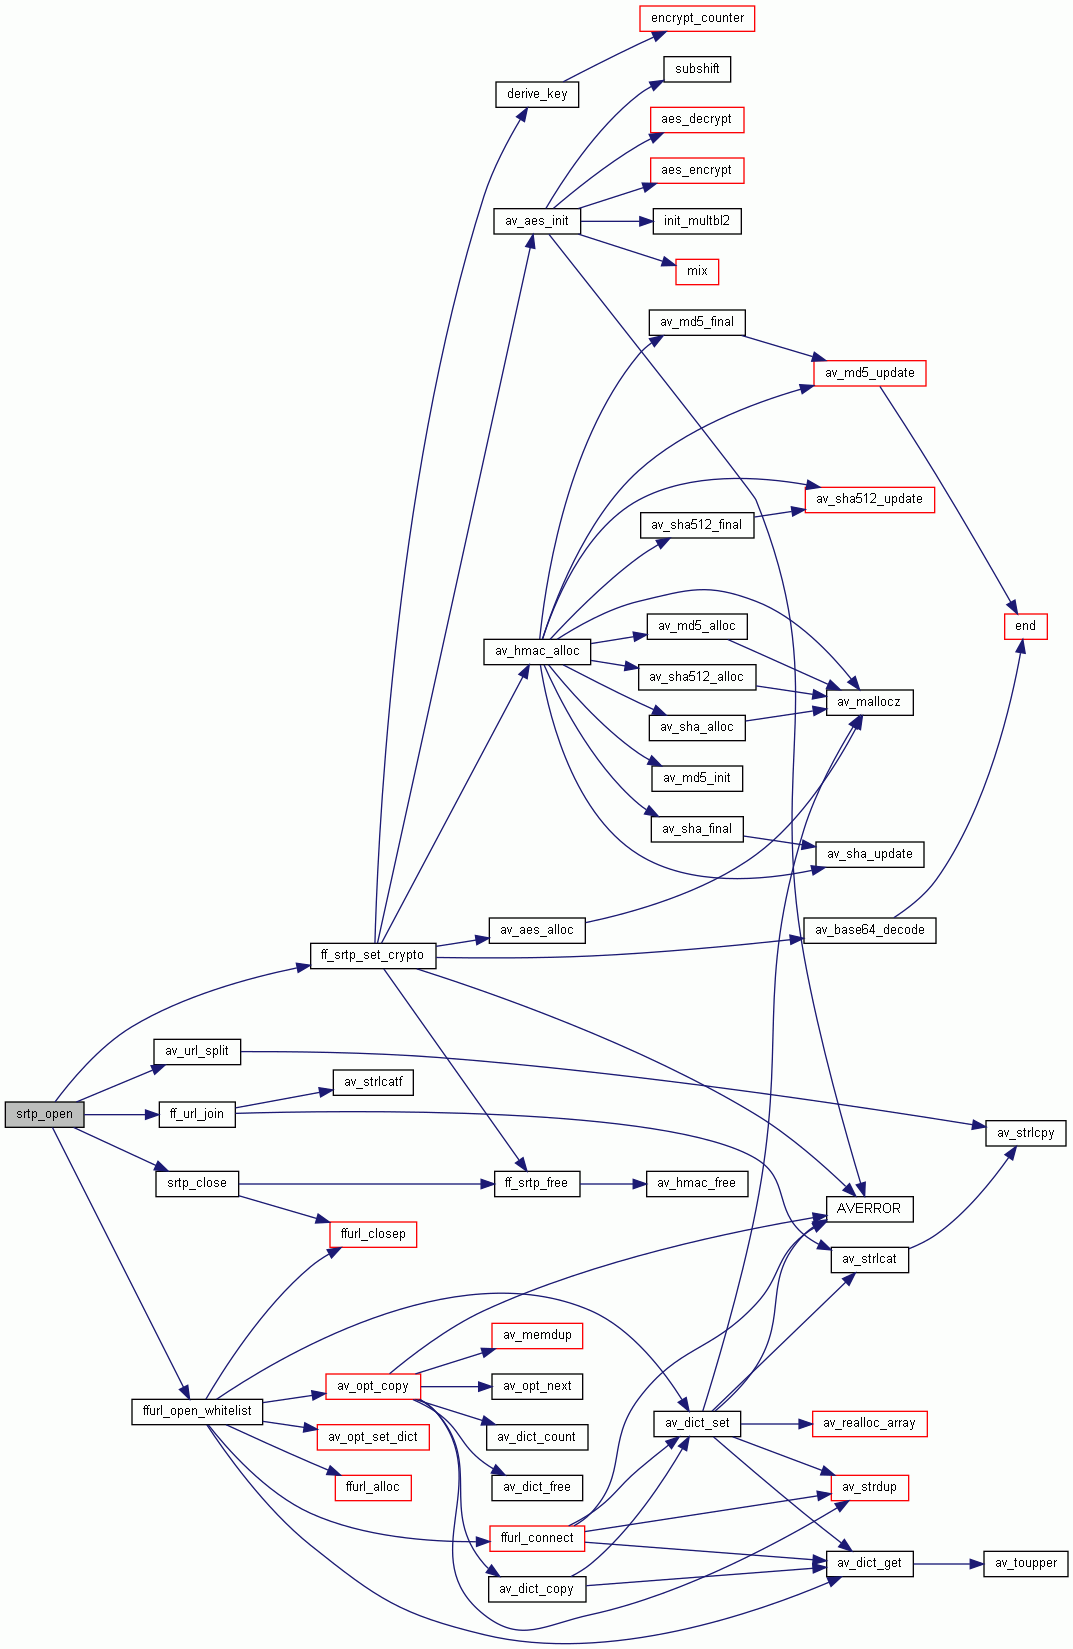 encrypt_counter
subshift
derive_key
aes_decrypt
aes_encrypt
av_aes_init
init_multbl2
mix
av_md5_final
av_md5_update
av_sha512_update
av_sha512_final
av_md5_alloc
end
av_hmac_alloc
av_sha512_alloc
av_mallocz
av_sha_alloc
av_md5_init
av_sha_final
av_sha_update
av_aes_alloc
av_base64_decode
ff_srtp_set_crypto
av_url_split
av_strlcatf
srtp_open
ff_url_join
av_strlcpy
srtp_close
ff_srtp_free
av_hmac_free
AVERROR
ffurl_closep
av_strlcat
av_memdup
av_opt_copy
av_opt_next
ffurl_open_whitelist
av_dict_set
av_realloc_array
av_opt_set_dict
av_dict_count
ffurl_alloc
av_dict_free
av_strdup
ffurl_connect
av_dict_get
av_toupper
av_dict_copy